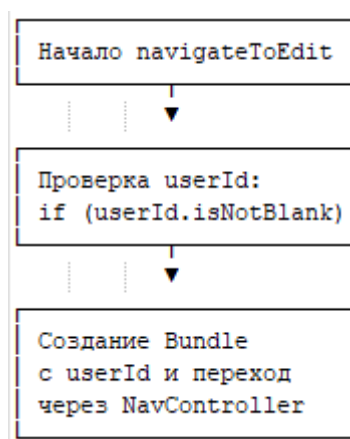 Начало navigateToEdit
Проверка userId:
if (userId.isNotBlank)
Создание Bundle
с userId и переход
через NavController